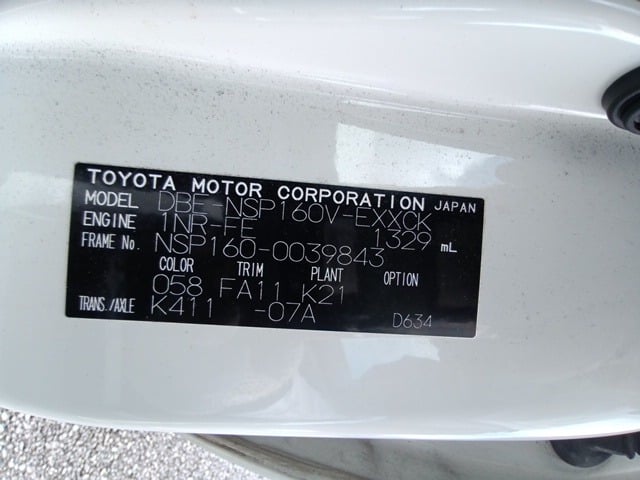 TOYOTA MOTOR CORPORATION JAPAN
MODEL DBE-NSP160V-EXXCK
ENGINE 1NR-FE 1329 mL
FRAME No. NSP160-0039843
COLOR TRIM PLANT OPTION
058 FA11 K21
TRANS./AXLE K411 -07A D634